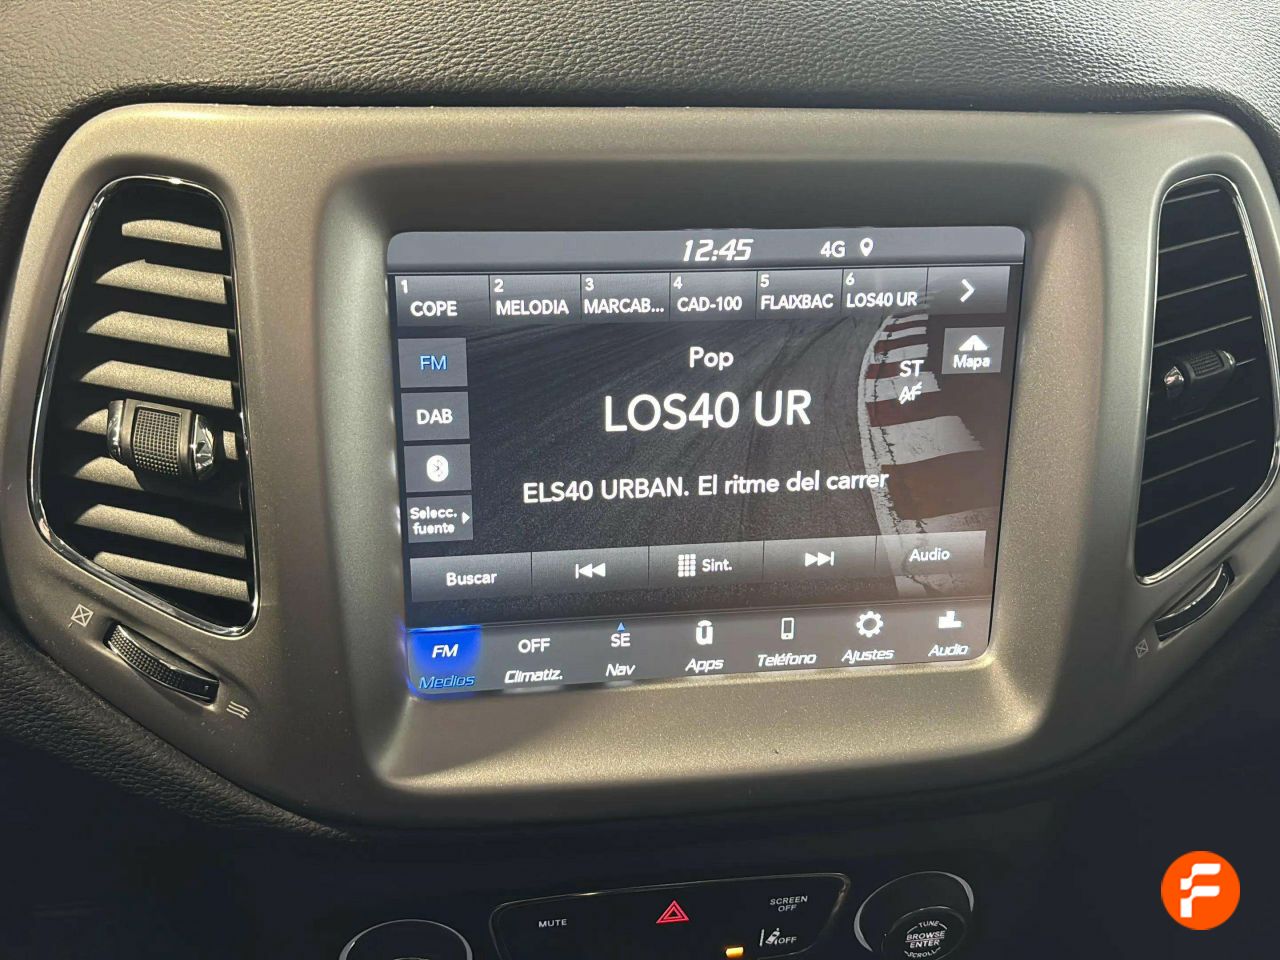 12:45 4G
1 COPE
2 MELODIA
3 MARCAB...
4 CAD-100
5 FLAIXBAC
6 LOS40 UR
FM
Pop
ST
AF
Mapa
DAB
LOS40 UR
Selecc.
fuente
ELS40 URBAN. El ritme del carrer
Buscar
Sint.
Audio
FM
Medios
OFF
Climatiz.
SE
Nav
Apps
Teléfono
Ajustes
Audio
MUTE
SCREEN
OFF
OFF
TUNE
BROWSE
ENTER
SCROLL
F